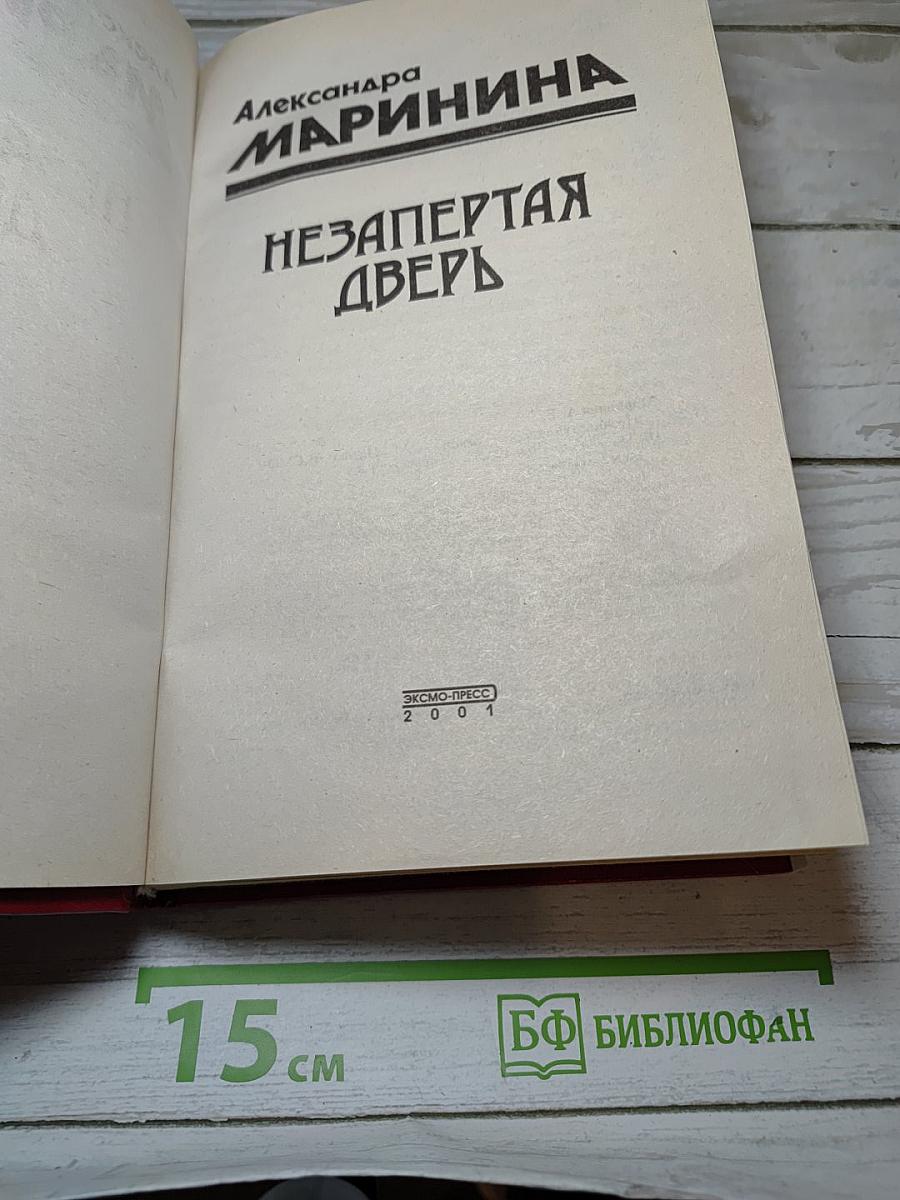 Александра
МАРИНИНА
НЕЗАПЕРТАЯ
ДВЕРЬ
ЭКСМО-ПРЕСС
2001
15 см
БФ БИБЛИОФАН